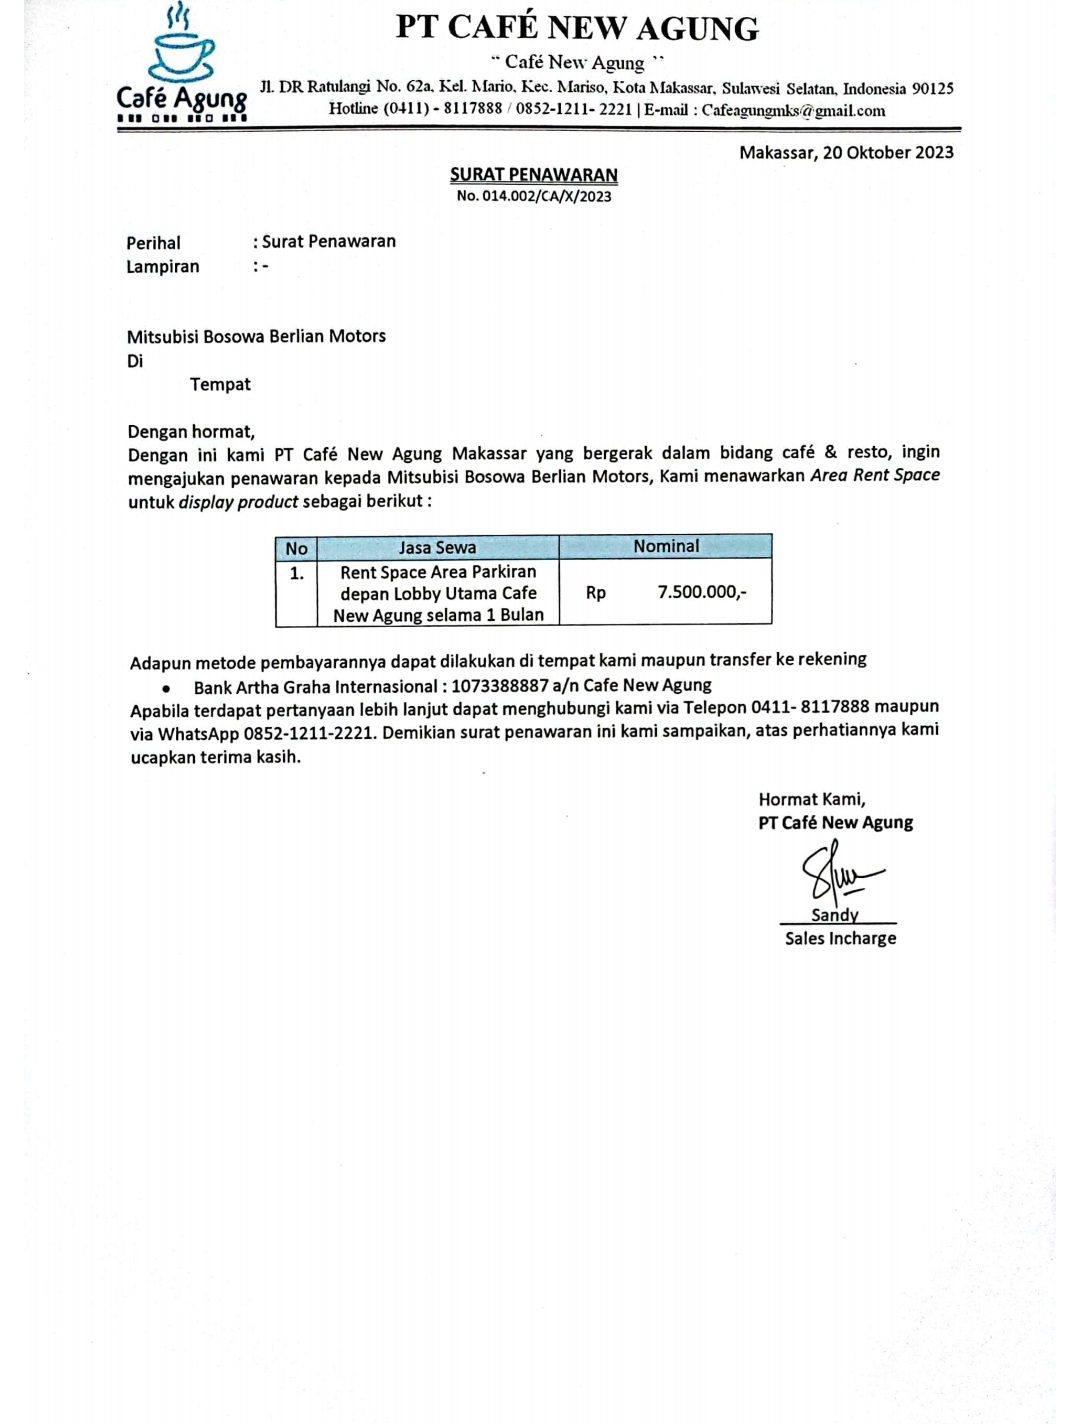 Café Agung
PT CAFÉ NEW AGUNG
`` Café New Agung ``
Jl. DR Ratulangi No. 62a, Kel. Mario, Kec. Mariso, Kota Makassar, Sulawesi Selatan, Indonesia 90125
Hotline (0411) - 8117888 / 0852-1211- 2221 | E-mail : Cafeagungmks@gmail.com
Makassar, 20 Oktober 2023
SURAT PENAWARAN
No. 014.002/CA/X/2023
Perihal : Surat Penawaran
Lampiran : -
Mitsubisi Bosowa Berlian Motors
Di
Tempat
Dengan hormat,
Dengan ini kami PT Café New Agung Makassar yang bergerak dalam bidang café & resto, ingin
mengajukan penawaran kepada Mitsubisi Bosowa Berlian Motors, Kami menawarkan Area Rent Space
untuk display product sebagai berikut :
No Jasa Sewa Nominal
1. Rent Space Area Parkiran
depan Lobby Utama Cafe Rp 7.500.000,-
New Agung selama 1 Bulan
Adapun metode pembayarannya dapat dilakukan di tempat kami maupun transfer ke rekening
• Bank Artha Graha Internasional : 1073388887 a/n Cafe New Agung
Apabila terdapat pertanyaan lebih lanjut dapat menghubungi kami via Telepon 0411- 8117888 maupun
via WhatsApp 0852-1211-2221. Demikian surat penawaran ini kami sampaikan, atas perhatiannya kami
ucapkan terima kasih.
Hormat Kami,
PT Café New Agung
Sandy
Sales Incharge